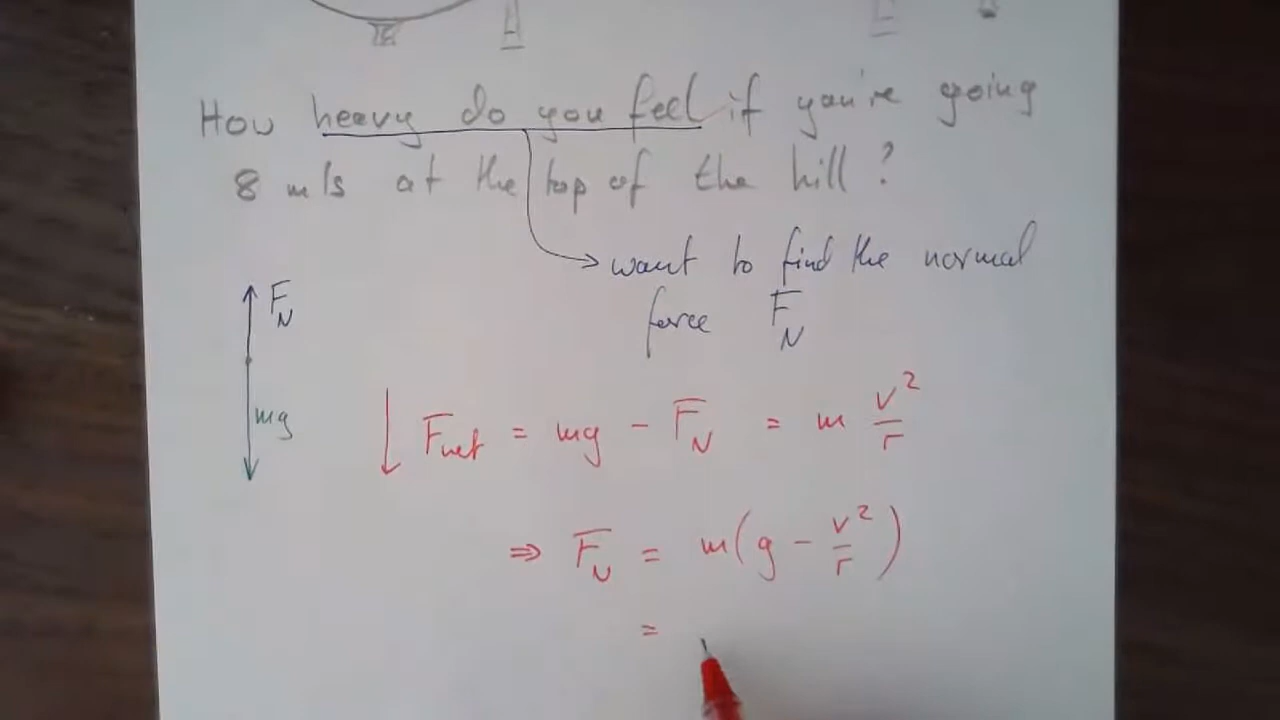 How heavy do you feel if you're going
8 m/s at the top of the hill?
→ want to find the normal
force F_N
F_N
mg
↓ F_net = mg - F_N = m v²/r
⇒ F_N = m(g - v²/r)
=